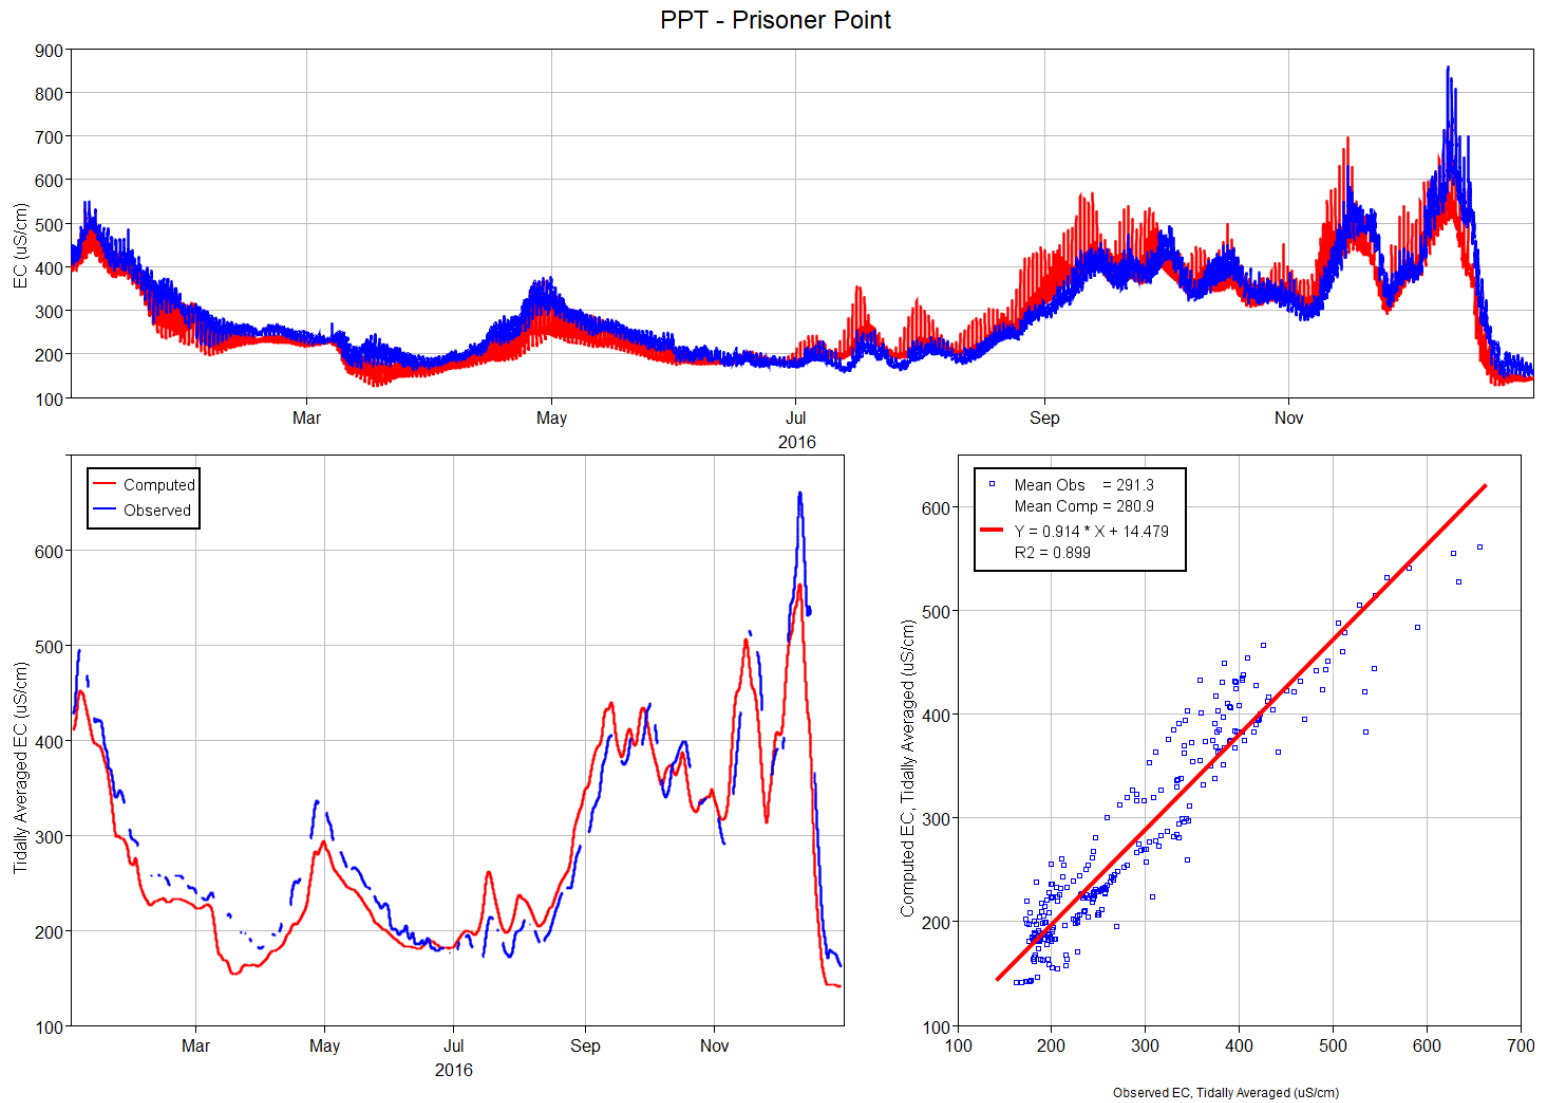 PPT - Prisoner Point
900
800
700
600
500
400
300
200
100
EC (uS/cm)
Mar
May
Jul
Sep
Nov
2016
Computed
Observed
600
500
400
300
200
100
Tidally Averaged EC (uS/cm)
Mar
May
Jul
Sep
Nov
2016
Mean Obs = 291.3
Mean Comp = 280.9
Y = 0.914 * X + 14.479
R2 = 0.899
600
500
400
300
200
100
Computed EC, Tidally Averaged (uS/cm)
100
200
300
400
500
600
700
Observed EC, Tidally Averaged (uS/cm)